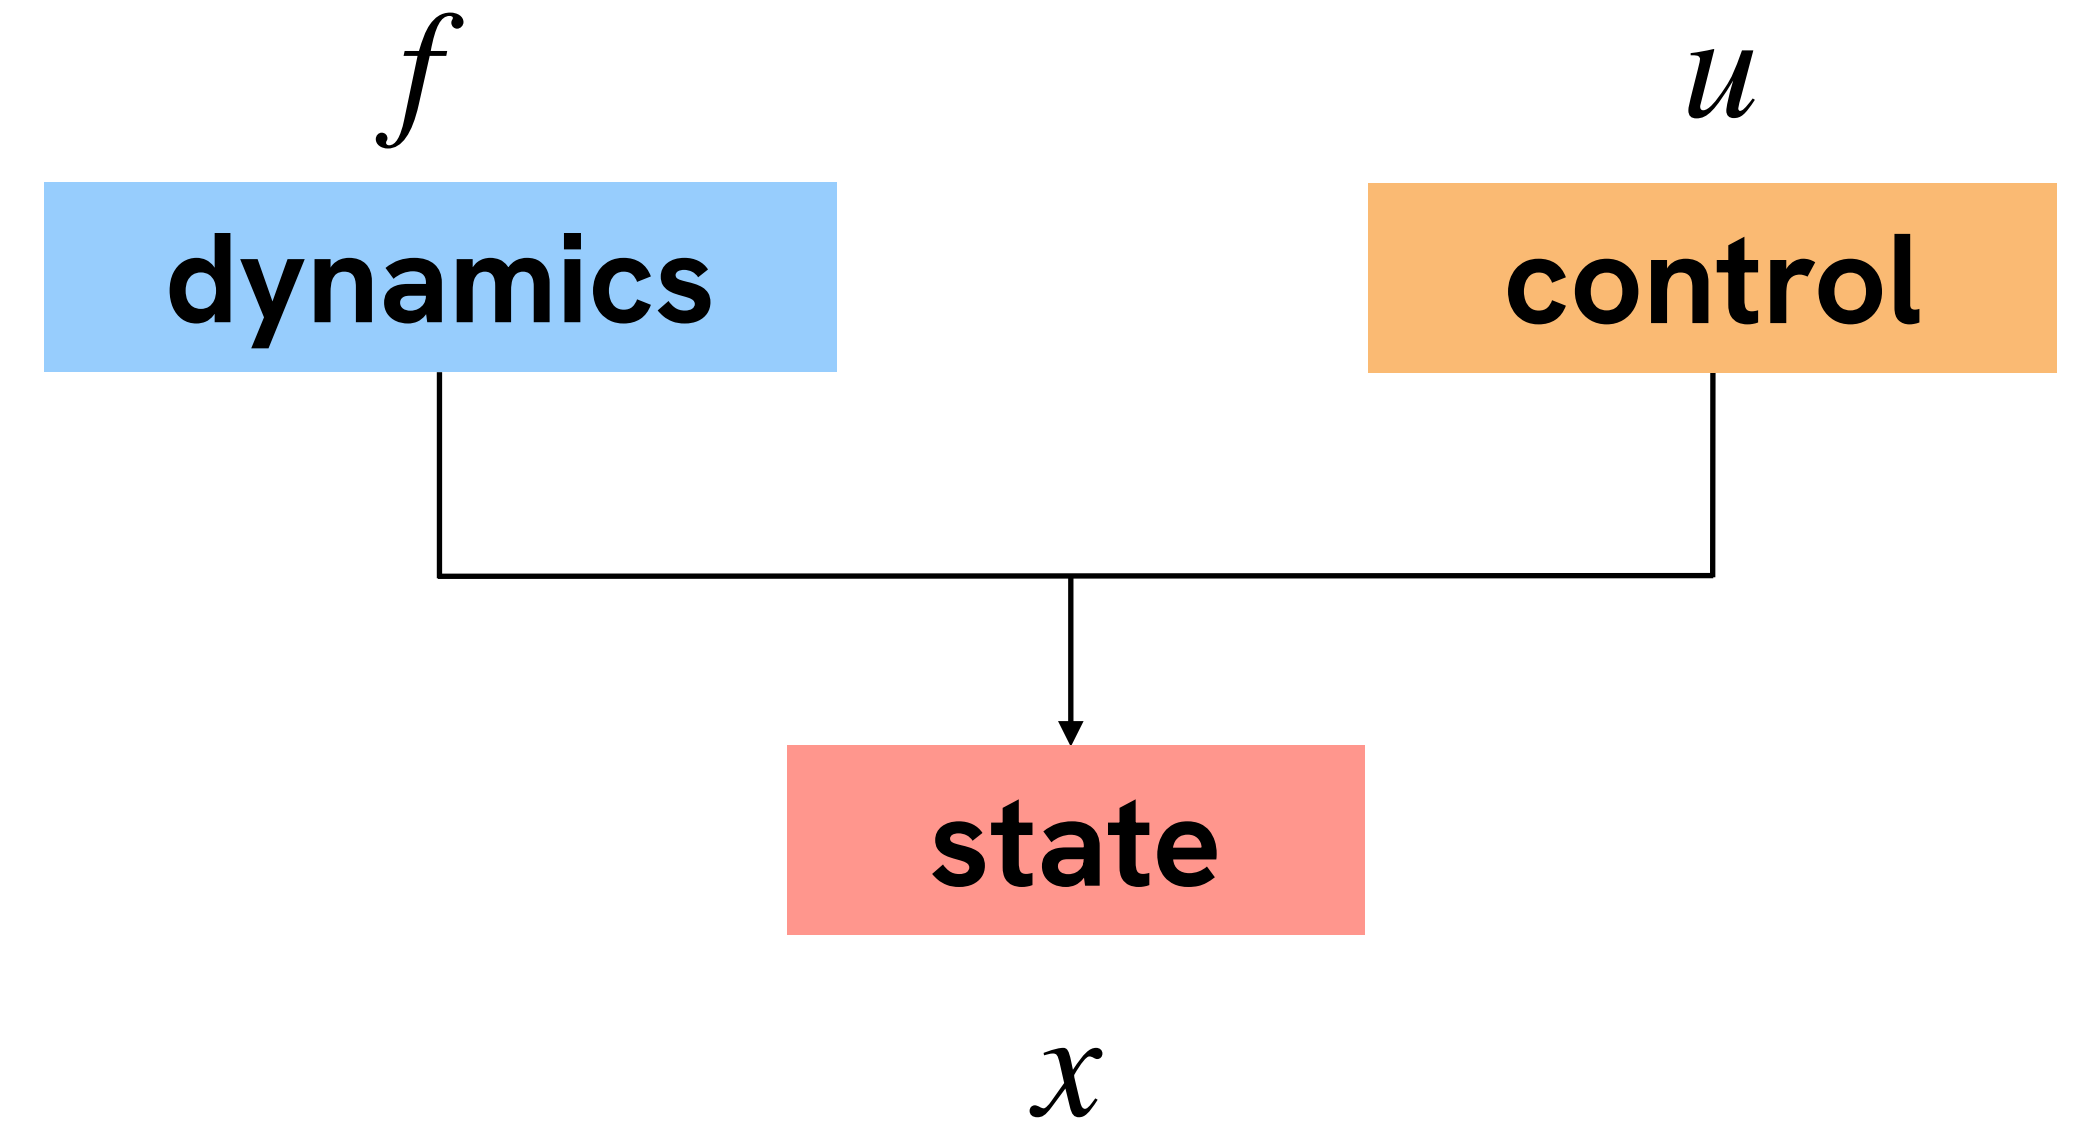 f
u
dynamics
control
state
x